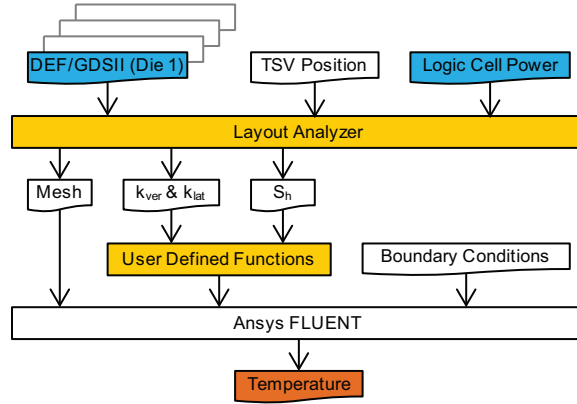 DEF/GDSII (Die 1)
TSV Position
Logic Cell Power
Layout Analyzer
Mesh
kver & klat
Sh
User Defined Functions
Boundary Conditions
Ansys FLUENT
Temperature